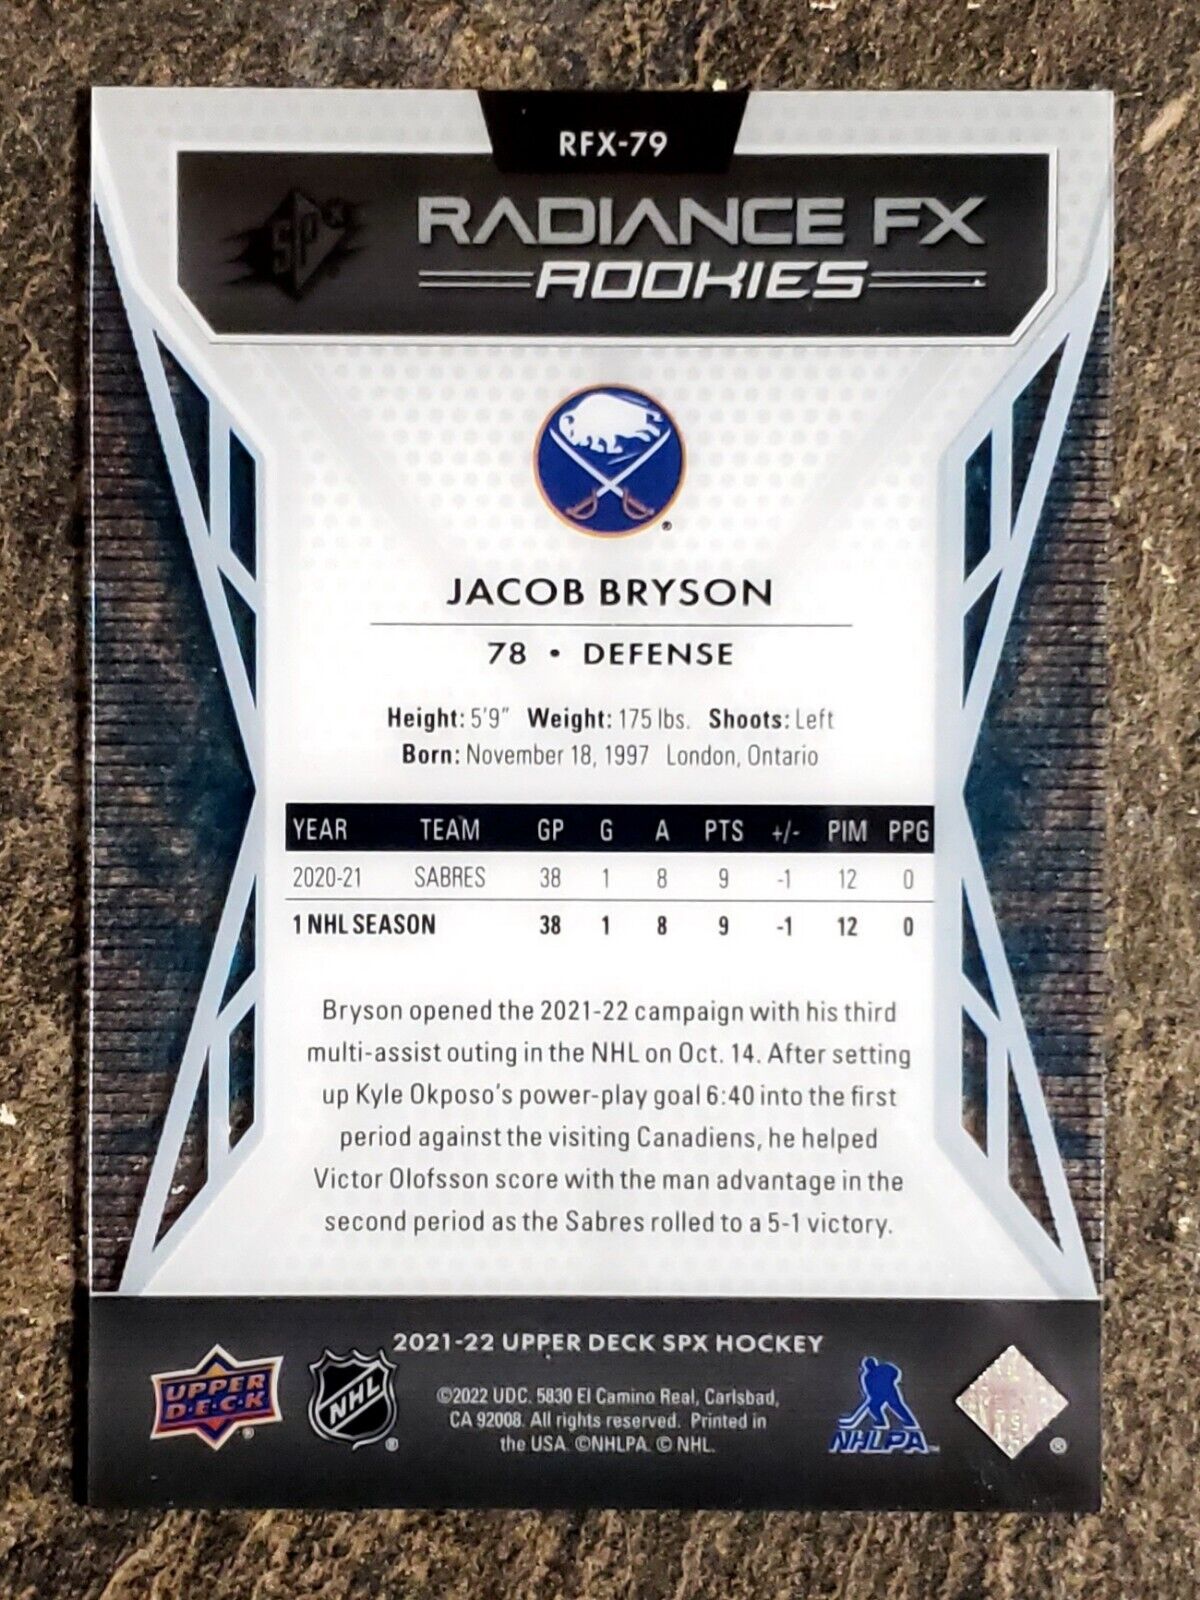 RFX-79
SPX
RADIANCE FX
ROOKIES
JACOB BRYSON
78 • DEFENSE
Height: 5'9" Weight: 175 lbs. Shoots: Left
Born: November 18, 1997 London, Ontario
YEAR TEAM GP G A PTS +/- PIM PPG
2020-21 SABRES 38 1 8 9 -1 12 0
1 NHL SEASON 38 1 8 9 -1 12 0
Bryson opened the 2021-22 campaign with his third
multi-assist outing in the NHL on Oct. 14. After setting
up Kyle Okposo's power-play goal 6:40 into the first
period against the visiting Canadiens, he helped
Victor Olofsson score with the man advantage in the
second period as the Sabres rolled to a 5-1 victory.
2021-22 UPPER DECK SPX HOCKEY
UPPER
D·E·C·K
®
NHL
®
©2022 UDC. 5830 El Camino Real, Carlsbad,
CA 92008. All rights reserved. Printed in
the USA. ©NHLPA. © NHL.
NHLPA™
®